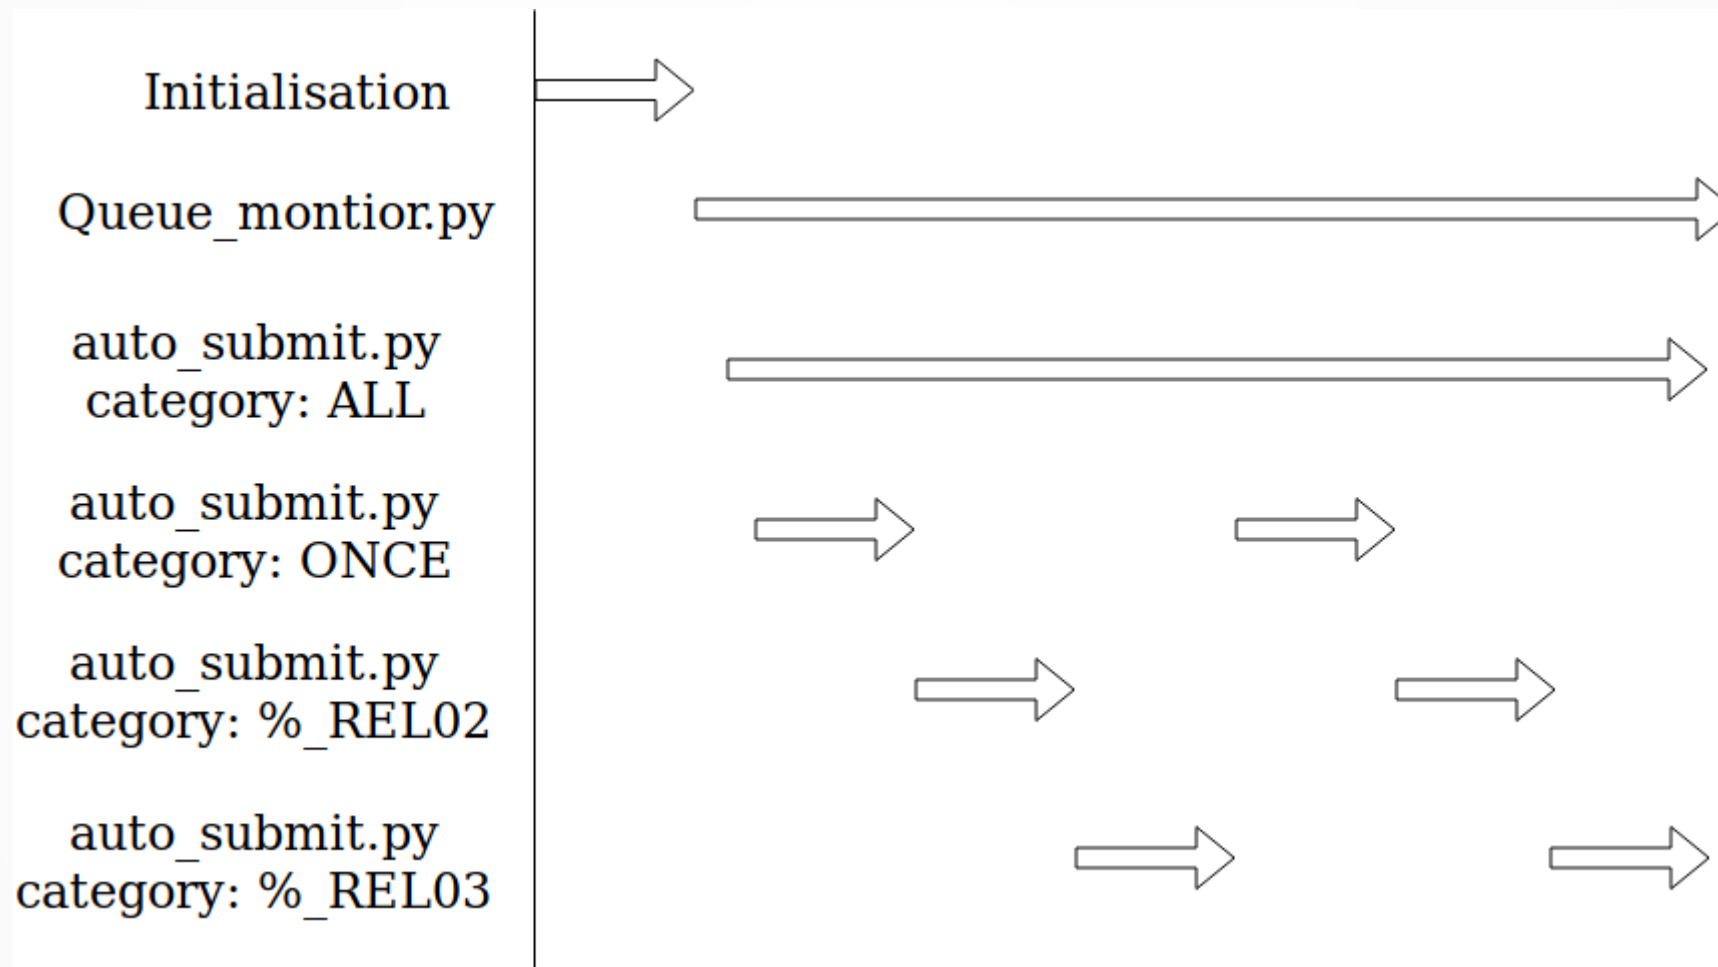 Initialisation
Queue_montior.py
auto_submit.py
category: ALL
auto_submit.py
category: ONCE
auto_submit.py
category: %_REL02
auto_submit.py
category: %_REL03